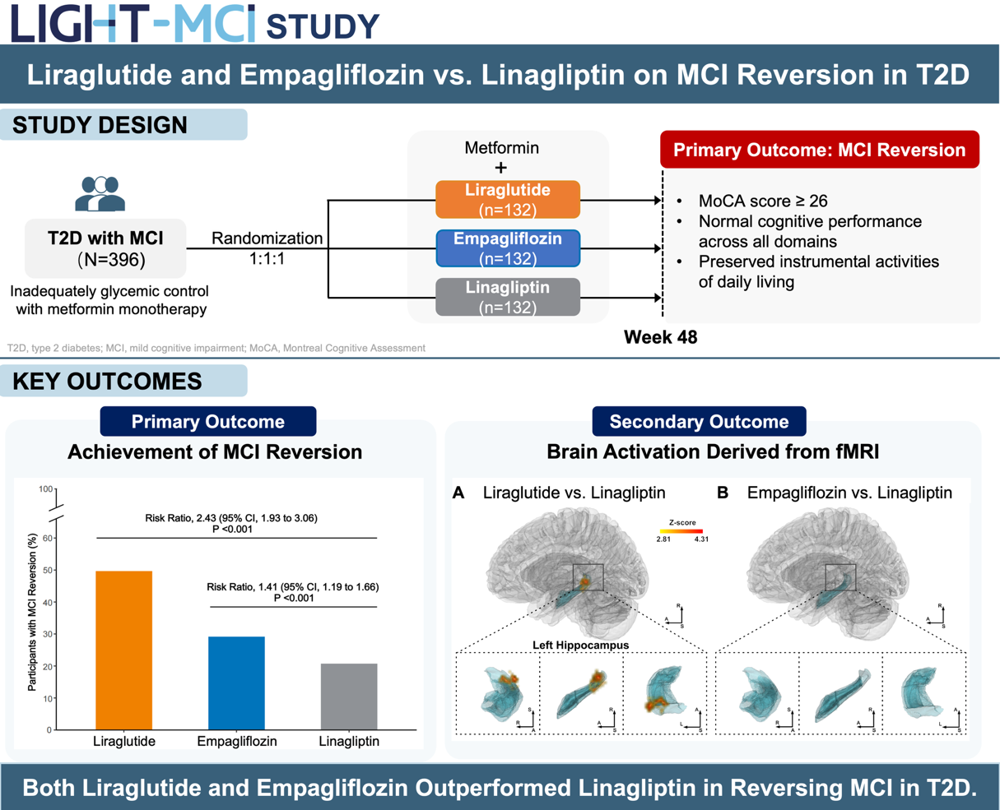 LIGHT-MCI STUDY
Liraglutide and Empagliflozin vs. Linagliptin on MCI Reversion in T2D
STUDY DESIGN
T2D with MCI
(N=396)
Inadequately glycemic control
with metformin monotherapy
Randomization
1:1:1
Metformin
+
Liraglutide
(n=132)
Empagliflozin
(n=132)
Linagliptin
(n=132)
Week 48
Primary Outcome: MCI Reversion
• MoCA score ≥ 26
• Normal cognitive performance
across all domains
• Preserved instrumental activities
of daily living
T2D, type 2 diabetes; MCI, mild cognitive impairment; MoCA, Montreal Cognitive Assessment
KEY OUTCOMES
Primary Outcome
Achievement of MCI Reversion
Participants with MCI Reversion (%)
100
60
50
40
30
20
10
0
Risk Ratio, 2.43 (95% CI, 1.93 to 3.06)
P <0.001
Risk Ratio, 1.41 (95% CI, 1.19 to 1.66)
P <0.001
Liraglutide
Empagliflozin
Linagliptin
Secondary Outcome
Brain Activation Derived from fMRI
A Liraglutide vs. Linagliptin
B Empagliflozin vs. Linagliptin
Z-score
2.81 4.31
R
A
S
R
A
S
Left Hippocampus
S
R
A
R
A
S
A
L
S
S
R
A
R
A
S
A
L
S
Both Liraglutide and Empagliflozin Outperformed Linagliptin in Reversing MCI in T2D.